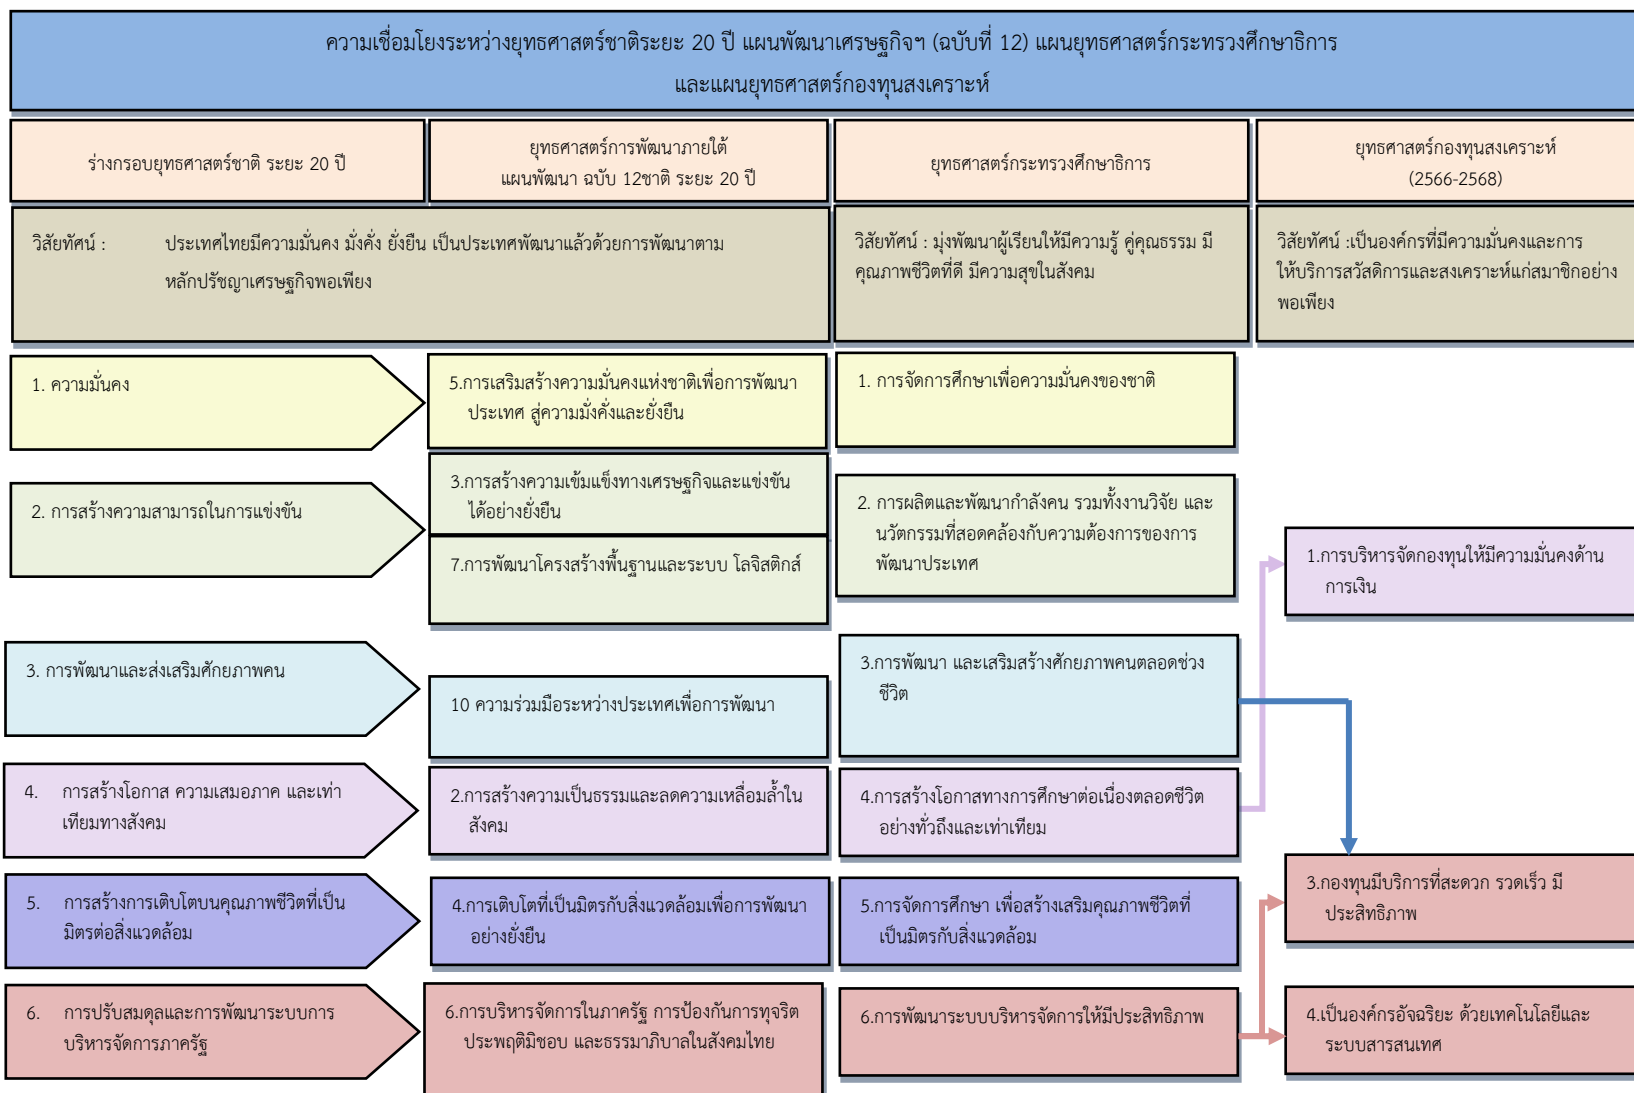 ความเชื่อมโยงระหว่างยุทธศาสตร์ชาติระยะ 20 ปี แผนพัฒนาเศรษฐกิจฯ (ฉบับที่ 12) แผนยุทธศาสตร์กระทรวงศึกษาธิการ
และแผนยุทธศาสตร์กองทุนสงเคราะห์
ร่างกรอบยุทธศาสตร์ชาติ ระยะ 20 ปี
ยุทธศาสตร์การพัฒนาภายใต้
แผนพัฒนา ฉบับ 12ชาติ ระยะ 20 ปี
ยุทธศาสตร์กระทรวงศึกษาธิการ
ยุทธศาสตร์กองทุนสงเคราะห์
(2566-2568)
วิสัยทัศน์ : ประเทศไทยมีความมั่นคง มั่งคั่ง ยั่งยืน เป็นประเทศพัฒนาแล้วด้วยการพัฒนาตาม
หลักปรัชญาเศรษฐกิจพอเพียง
วิสัยทัศน์ : มุ่งพัฒนาผู้เรียนให้มีความรู้ คู่คุณธรรม มี
คุณภาพชีวิตที่ดี มีความสุขในสังคม
วิสัยทัศน์ :เป็นองค์กรที่มีความมั่นคงและการ
ให้บริการสวัสดิการและสงเคราะห์แก่สมาชิกอย่าง
พอเพียง
1. ความมั่นคง
5.การเสริมสร้างความมั่นคงแห่งชาติเพื่อการพัฒนา
ประเทศ สู่ความมั่งคั่งและยั่งยืน
1. การจัดการศึกษาเพื่อความมั่นคงของชาติ
2. การสร้างความสามารถในการแข่งขัน
3.การสร้างความเข้มแข็งทางเศรษฐกิจและแข่งขัน
ได้อย่างยั่งยืน
7.การพัฒนาโครงสร้างพื้นฐานและระบบ โลจิสติกส์
2. การผลิตและพัฒนากำลังคน รวมทั้งงานวิจัย และ
นวัตกรรมที่สอดคล้องกับความต้องการของการ
พัฒนาประเทศ
1.การบริหารจัดกองทุนให้มีความมั่นคงด้าน
การเงิน
3. การพัฒนาและส่งเสริมศักยภาพคน
10 ความร่วมมือระหว่างประเทศเพื่อการพัฒนา
3.การพัฒนา และเสริมสร้างศักยภาพคนตลอดช่วง
ชีวิต
4. การสร้างโอกาส ความเสมอภาค และเท่า
เทียมทางสังคม
2.การสร้างความเป็นธรรมและลดความเหลื่อมล้ำใน
สังคม
4.การสร้างโอกาสทางการศึกษาต่อเนื่องตลอดชีวิต
อย่างทั่วถึงและเท่าเทียม
3.กองทุนมีบริการที่สะดวก รวดเร็ว มี
ประสิทธิภาพ
5. การสร้างการเติบโตบนคุณภาพชีวิตที่เป็น
มิตรต่อสิ่งแวดล้อม
4.การเติบโตที่เป็นมิตรกับสิ่งแวดล้อมเพื่อการพัฒนา
อย่างยั่งยืน
5.การจัดการศึกษา เพื่อสร้างเสริมคุณภาพชีวิตที่
เป็นมิตรกับสิ่งแวดล้อม
6. การปรับสมดุลและการพัฒนาระบบการ
บริหารจัดการภาครัฐ
6.การบริหารจัดการในภาครัฐ การป้องกันการทุจริต
ประพฤติมิชอบ และธรรมาภิบาลในสังคมไทย
6.การพัฒนาระบบบริหารจัดการให้มีประสิทธิภาพ
4.เป็นองค์กรอัจฉริยะ ด้วยเทคโนโลยีและ
ระบบสารสนเทศ